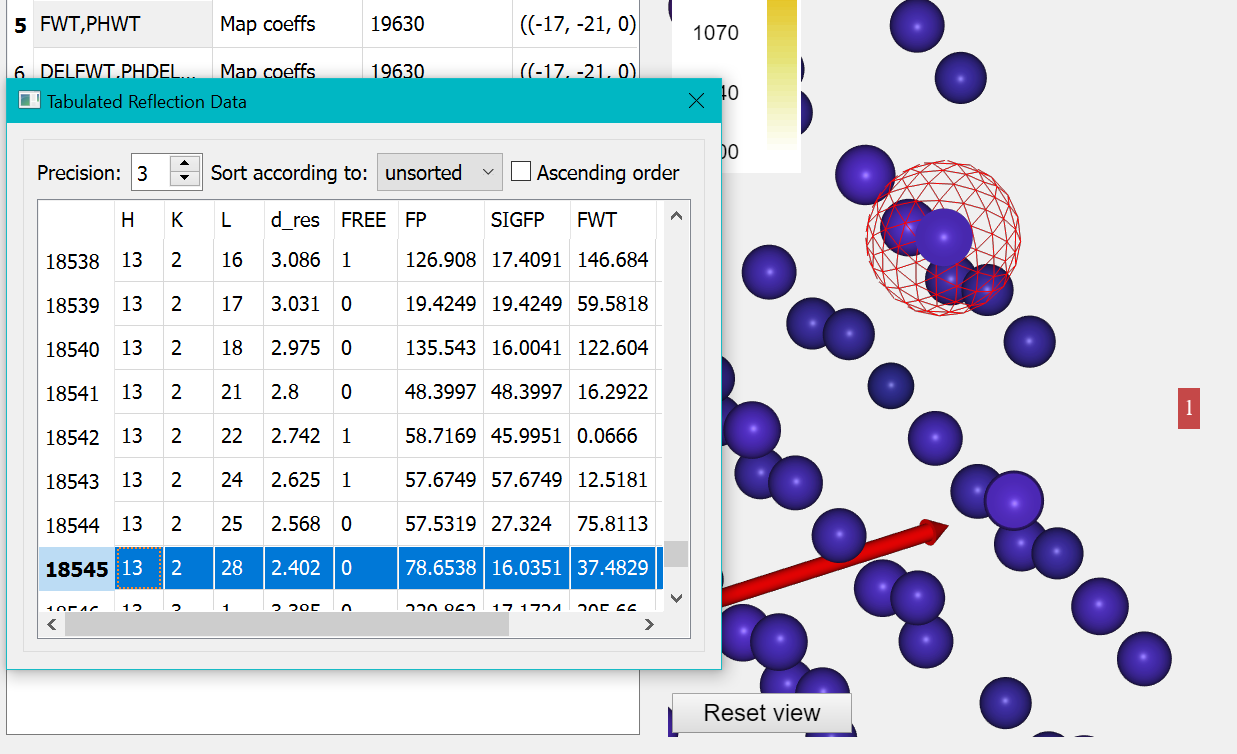 5 FWT,PHWT Map coeffs 19630 ((-17, -21, 0)
6 DELFWT,PHDEL... Map coeffs 19630 ((-17, -21, 0)
1070
40
00
Tabulated Reflection Data
Precision: 3 Sort according to: unsorted Ascending order
H K L d_res FREE FP SIGFP FWT
18538 13 2 16 3.086 1 126.908 17.4091 146.684
18539 13 2 17 3.031 0 19.4249 19.4249 59.5818
18540 13 2 18 2.975 0 135.543 16.0041 122.604
18541 13 2 21 2.8 0 48.3997 48.3997 16.2922
18542 13 2 22 2.742 1 58.7169 45.9951 0.0666
18543 13 2 24 2.625 1 57.6749 57.6749 12.5181
18544 13 2 25 2.568 0 57.5319 27.324 75.8113
18545 13 2 28 2.402 0 78.6538 16.0351 37.4829
18546 13 3 1 3.385 0 229.862 17.1724 205.66
l
Reset view